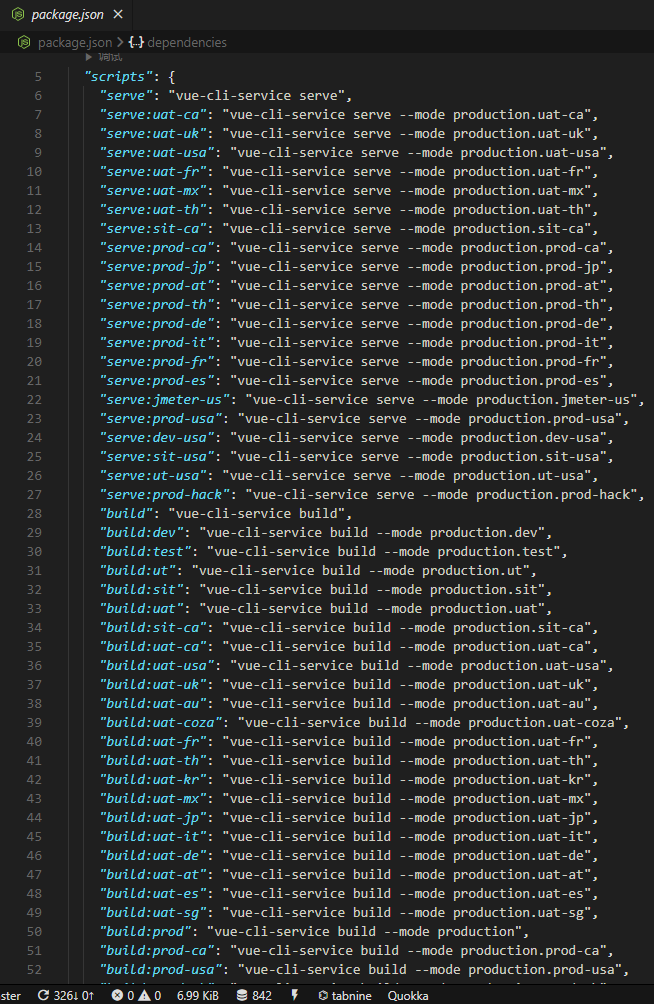 package.json ×
package.json > {.} dependencies
调试
5 "scripts": {
6 "serve": "vue-cli-service serve",
7 "serve:uat-ca": "vue-cli-service serve --mode production.uat-ca",
8 "serve:uat-uk": "vue-cli-service serve --mode production.uat-uk",
9 "serve:uat-usa": "vue-cli-service serve --mode production.uat-usa",
10 "serve:uat-fr": "vue-cli-service serve --mode production.uat-fr",
11 "serve:uat-mx": "vue-cli-service serve --mode production.uat-mx",
12 "serve:uat-th": "vue-cli-service serve --mode production.uat-th",
13 "serve:sit-ca": "vue-cli-service serve --mode production.sit-ca",
14 "serve:prod-ca": "vue-cli-service serve --mode production.prod-ca",
15 "serve:prod-jp": "vue-cli-service serve --mode production.prod-jp",
16 "serve:prod-at": "vue-cli-service serve --mode production.prod-at",
17 "serve:prod-th": "vue-cli-service serve --mode production.prod-th",
18 "serve:prod-de": "vue-cli-service serve --mode production.prod-de",
19 "serve:prod-it": "vue-cli-service serve --mode production.prod-it",
20 "serve:prod-fr": "vue-cli-service serve --mode production.prod-fr",
21 "serve:prod-es": "vue-cli-service serve --mode production.prod-es",
22 "serve:jmeter-us": "vue-cli-service serve --mode production.jmeter-us",
23 "serve:prod-usa": "vue-cli-service serve --mode production.prod-usa",
24 "serve:dev-usa": "vue-cli-service serve --mode production.dev-usa",
25 "serve:sit-usa": "vue-cli-service serve --mode production.sit-usa",
26 "serve:ut-usa": "vue-cli-service serve --mode production.ut-usa",
27 "serve:prod-hack": "vue-cli-service serve --mode production.prod-hack",
28 "build": "vue-cli-service build",
29 "build:dev": "vue-cli-service build --mode production.dev",
30 "build:test": "vue-cli-service build --mode production.test",
31 "build:ut": "vue-cli-service build --mode production.ut",
32 "build:sit": "vue-cli-service build --mode production.sit",
33 "build:uat": "vue-cli-service build --mode production.uat",
34 "build:sit-ca": "vue-cli-service build --mode production.sit-ca",
35 "build:uat-ca": "vue-cli-service build --mode production.uat-ca",
36 "build:uat-usa": "vue-cli-service build --mode production.uat-usa",
37 "build:uat-uk": "vue-cli-service build --mode production.uat-uk",
38 "build:uat-au": "vue-cli-service build --mode production.uat-au",
39 "build:uat-coza": "vue-cli-service build --mode production.uat-coza",
40 "build:uat-fr": "vue-cli-service build --mode production.uat-fr",
41 "build:uat-th": "vue-cli-service build --mode production.uat-th",
42 "build:uat-kr": "vue-cli-service build --mode production.uat-kr",
43 "build:uat-mx": "vue-cli-service build --mode production.uat-mx",
44 "build:uat-jp": "vue-cli-service build --mode production.uat-jp",
45 "build:uat-it": "vue-cli-service build --mode production.uat-it",
46 "build:uat-de": "vue-cli-service build --mode production.uat-de",
47 "build:uat-at": "vue-cli-service build --mode production.uat-at",
48 "build:uat-es": "vue-cli-service build --mode production.uat-es",
49 "build:uat-sg": "vue-cli-service build --mode production.uat-sg",
50 "build:prod": "vue-cli-service build --mode production",
51 "build:prod-ca": "vue-cli-service build --mode production.prod-ca",
52 "build:prod-usa": "vue-cli-service build --mode production.prod-usa",
ster 326↓ 0↑ 0 0 6.99 KiB 842 tabnine Quokka